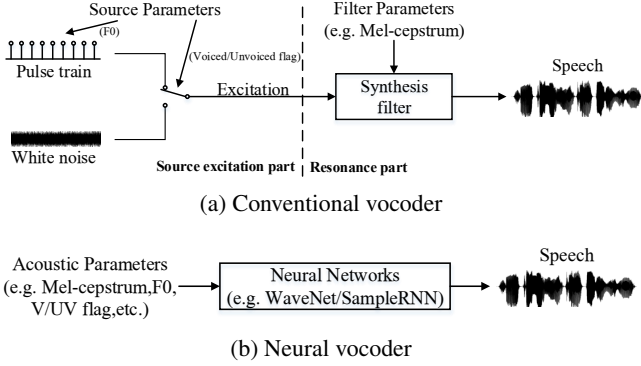 Source Parameters
(F0)
Filter Parameters
(e.g. Mel-cepstrum)
(Voiced/Unvoiced flag)
Pulse train
Excitation
Synthesis
filter
Speech
White noise
Source excitation part
Resonance part
(a) Conventional vocoder
Acoustic Parameters
(e.g. Mel-cepstrum,F0,
V/UV flag,etc.)
Neural Networks
(e.g. WaveNet/SampleRNN)
Speech
(b) Neural vocoder